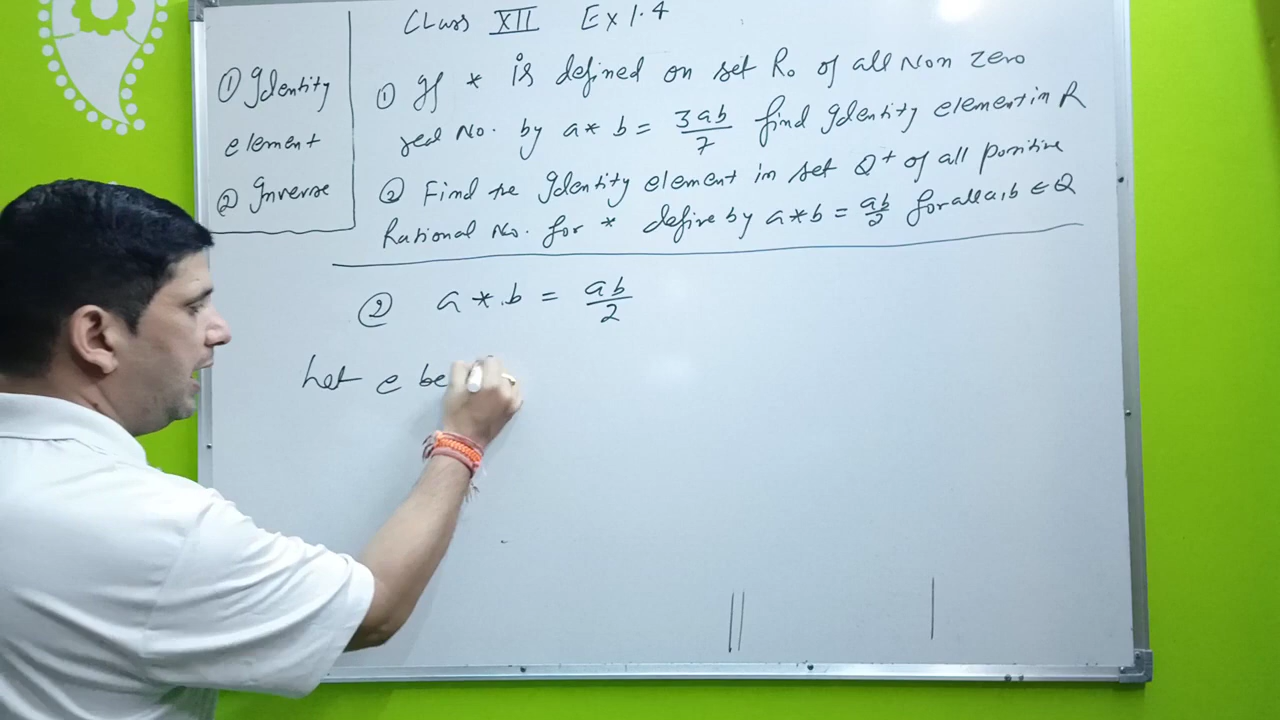 Class XII Ex 1.4
① Identity
element
② Inverse
① If * is defined on set R₀ of all Non zero
real No. by a * b = 3ab/7 find Identity element in R
② Find the Identity element in set Q⁺ of all positive
Rational No. for * define by a * b = ab/2 for all a, b ∈ Q
② a * b = ab/2
Let e be